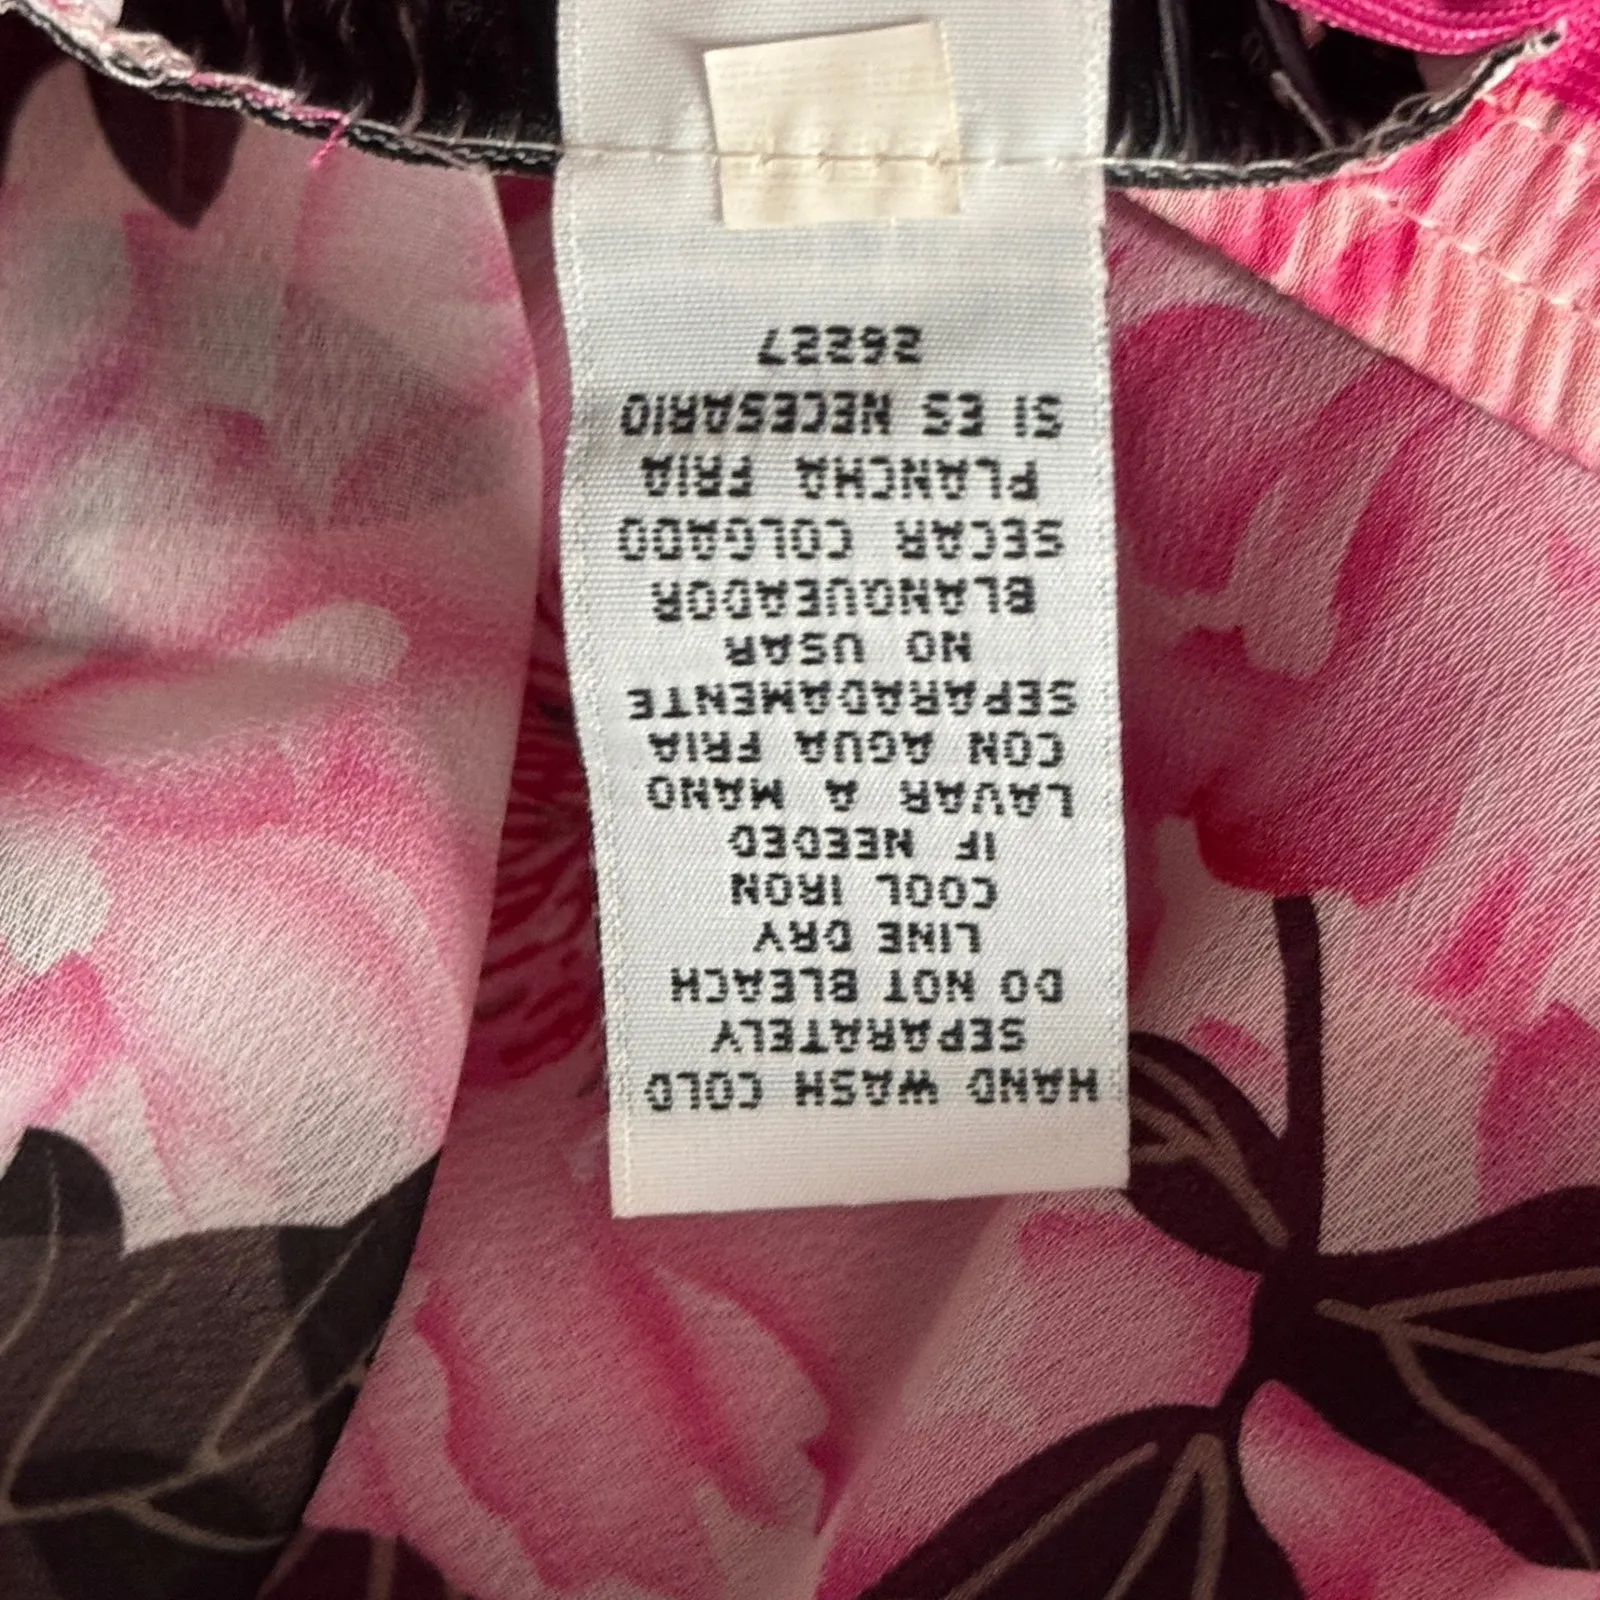 HAND WASH COLD
SEPARATELY
DO NOT BLEACH
LINE DRY
COOL IRON
IF NEEDED
LAVAR A MANO
CON AGUA FRIA
SEPARADAMENTE
NO USAR
BLANQUEADOR
SECAR COLGADO
PLANCHA FRIA
SI ES NECESARIO
26227